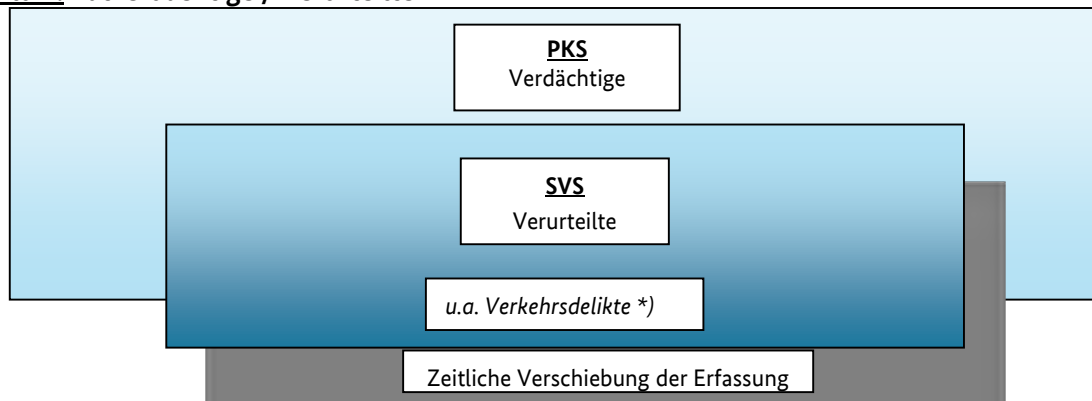 PKS
Verdächtige
SVS
Verurteilte
u.a. Verkehrsdelikte *)
Zeitliche Verschiebung der Erfassung